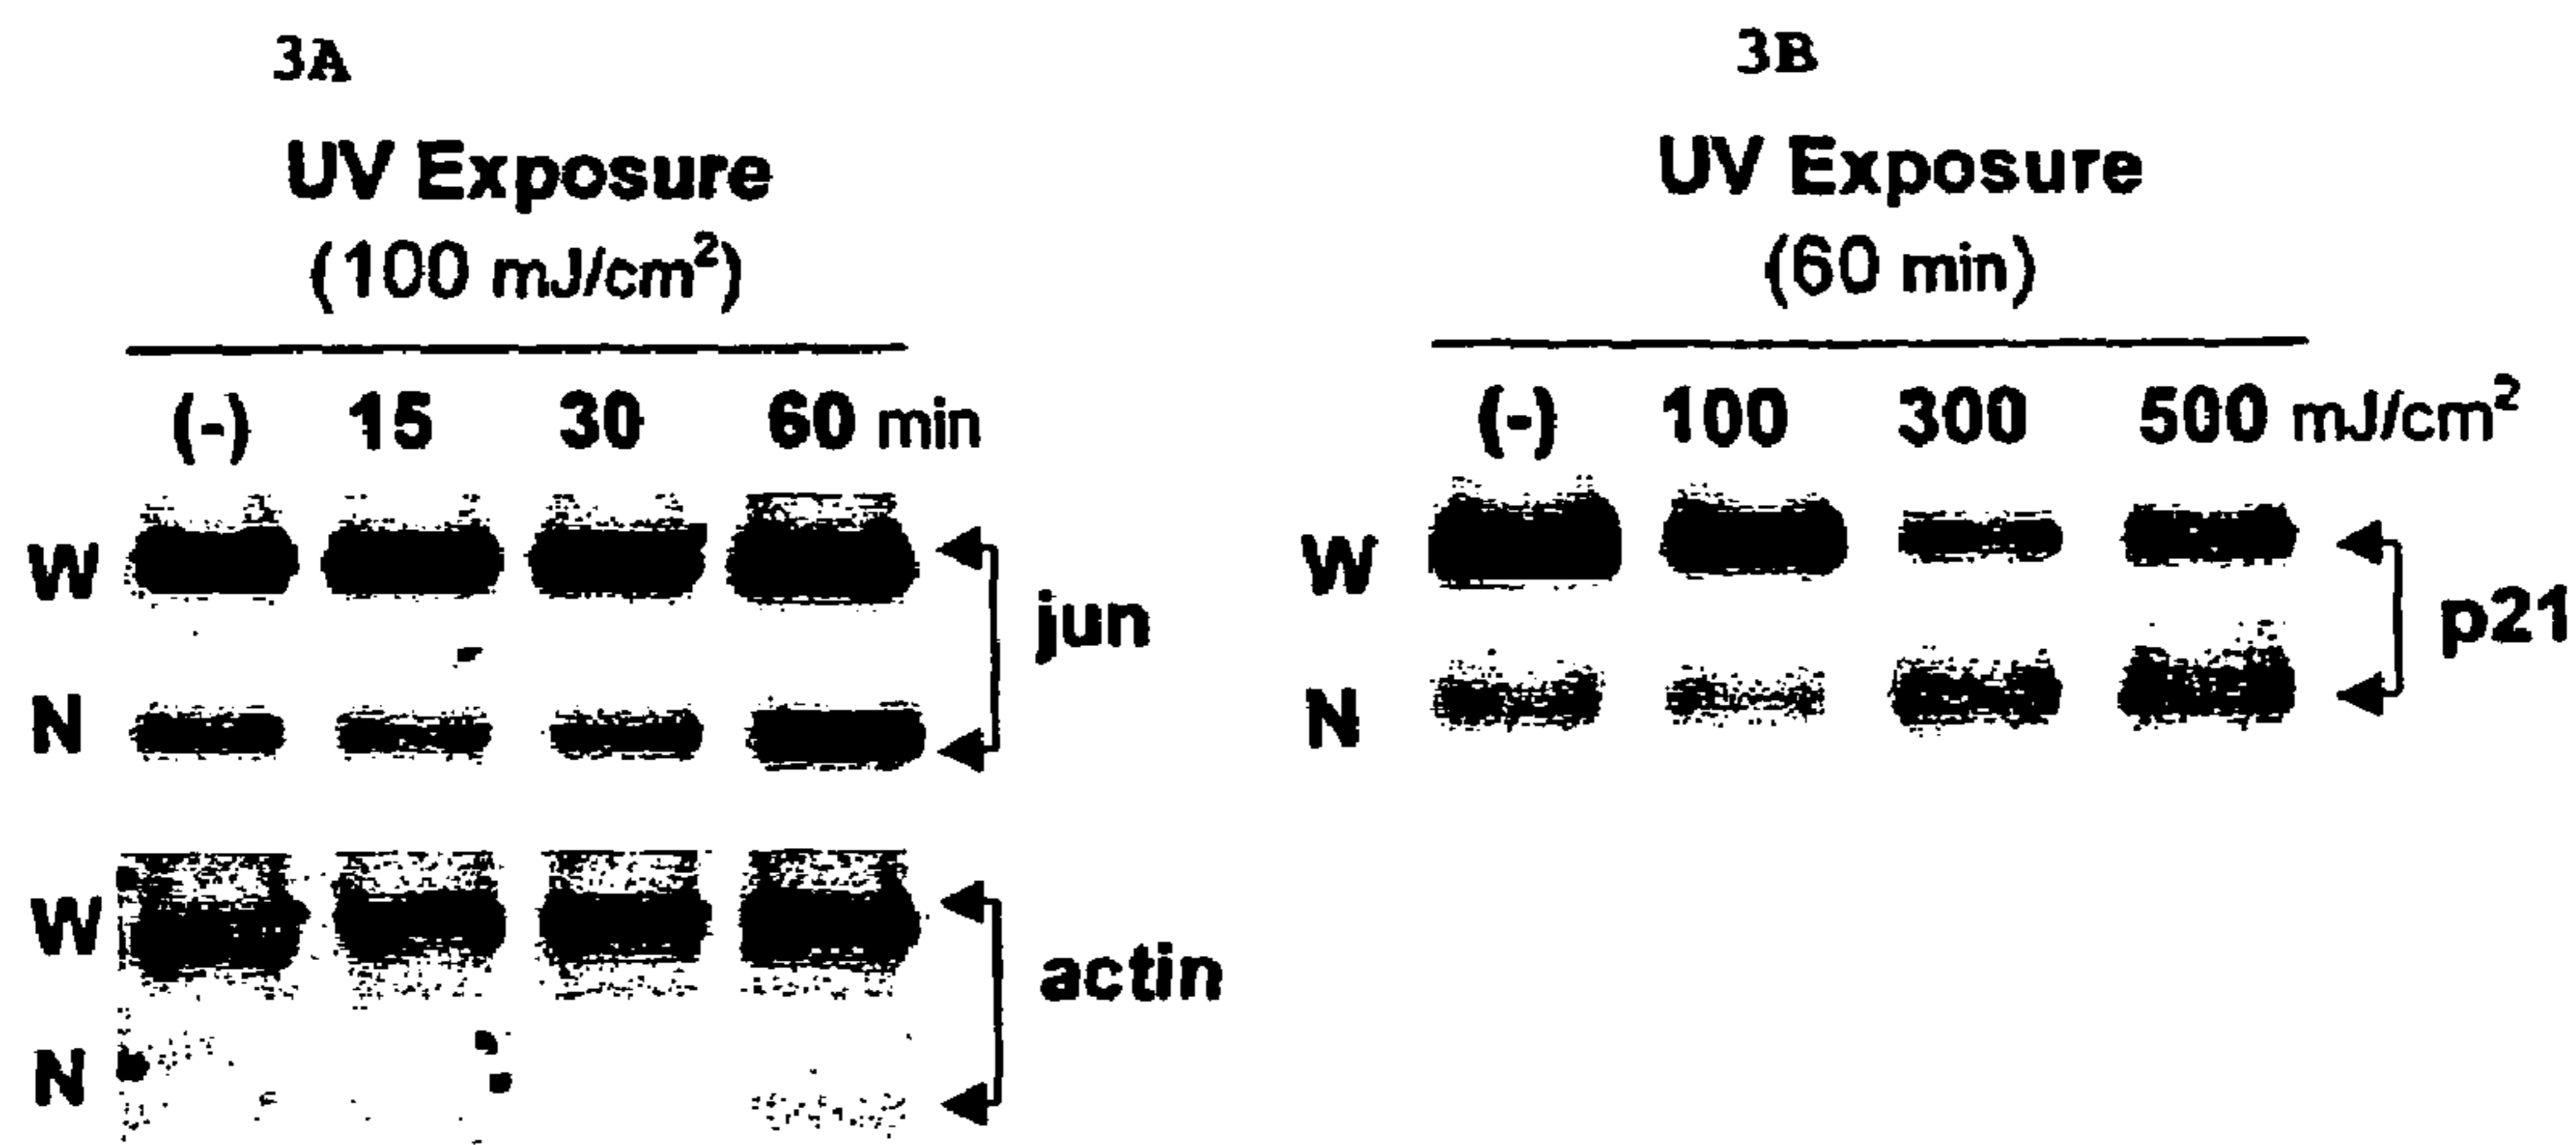 3A
UV Exposure
(100 mJ/cm²)
(-) 15 30 60 min
W
jun
N
W
actin
N
3B
UV Exposure
(60 min)
(-) 100 300 500 mJ/cm²
W
p21
N